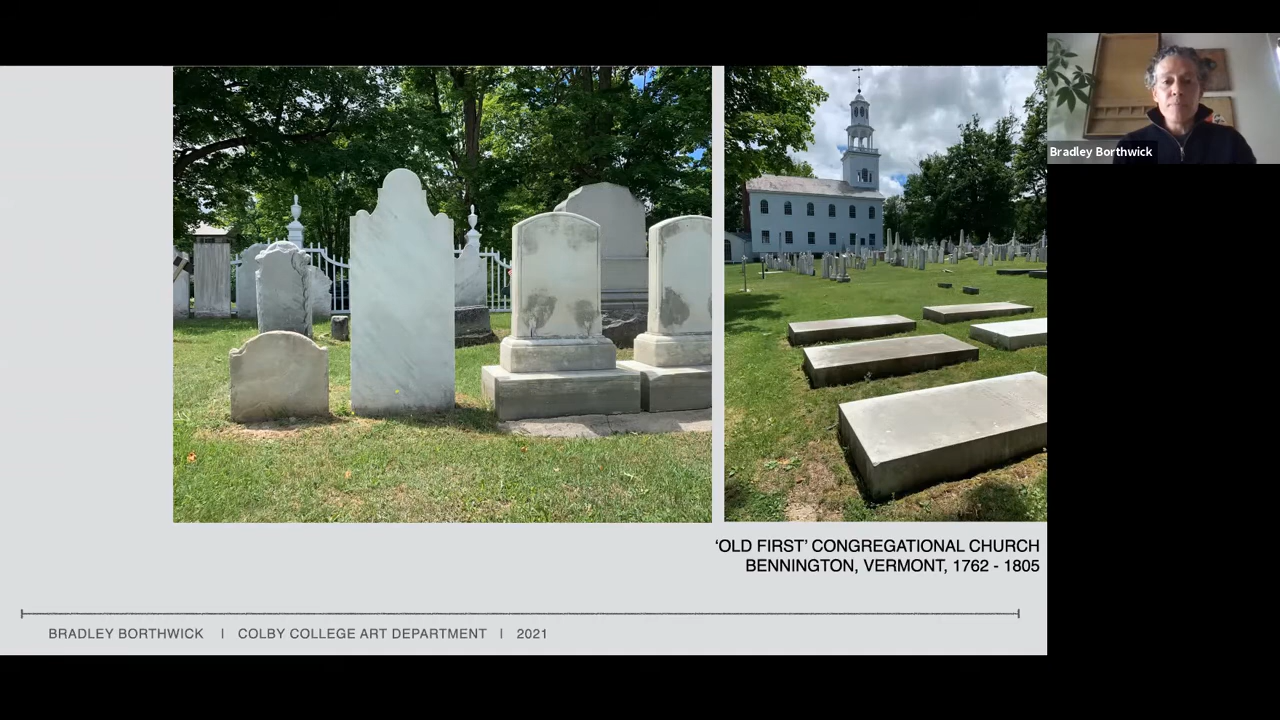 Bradley Borthwick
‘OLD FIRST’ CONGREGATIONAL CHURCH
BENNINGTON, VERMONT, 1762 - 1805
BRADLEY BORTHWICK | COLBY COLLEGE ART DEPARTMENT | 2021